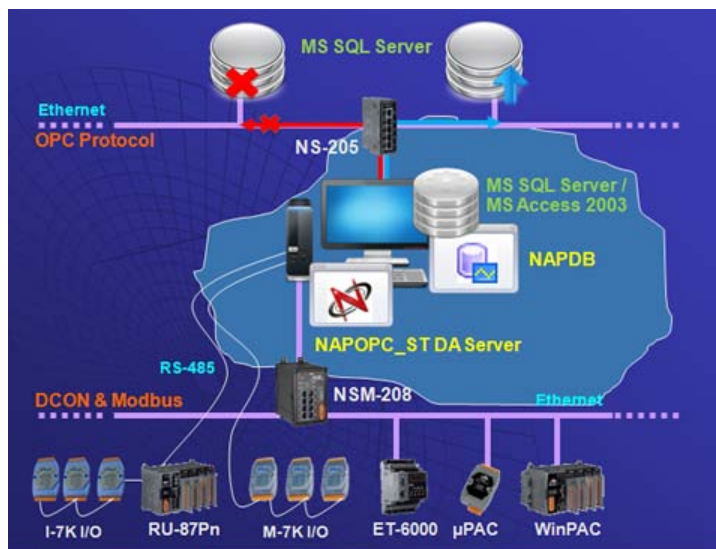 MS SQL Server
Ethernet
OPC Protocol
NS-205
MS SQL Server /
MS Access 2003
NAPDB
NAPOPC_ST DA Server
RS-485
NSM-208
DCON & Modbus
Ethernet
I-7K I/O
RU-87Pn
M-7K I/O
ET-6000
µPAC
WinPAC